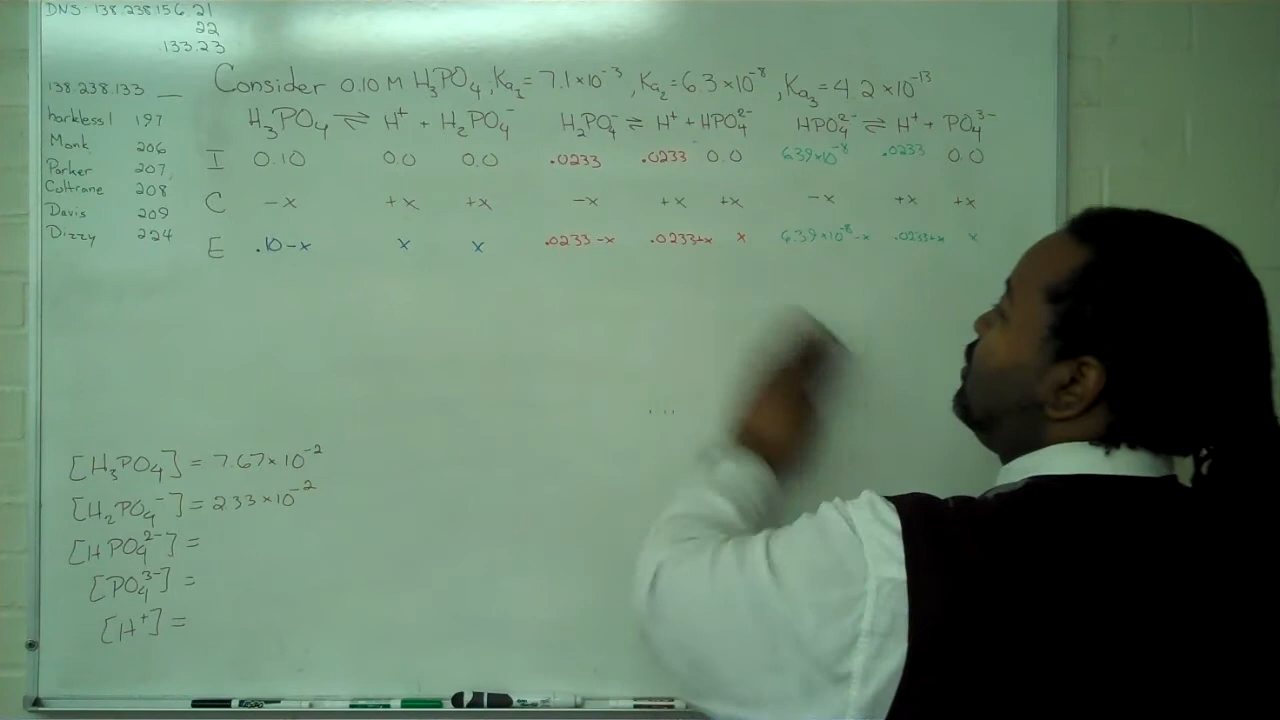 DNS- 138.238.156.21
22
.133.23
138.238.133 __
barkless1 197
Monk 206
Parker 207
Coltrane 208
Davis 209
Dizzy 224
Consider 0.10 M H₃PO₄, Ka₁ = 7.1×10⁻³, Ka₂ = 6.3×10⁻⁸, Ka₃ = 4.2×10⁻¹³
H₃PO₄ ⇌ H⁺ + H₂PO₄⁻ H₂PO₄⁻ ⇌ H⁺ + HPO₄²⁻ HPO₄²⁻ ⇌ H⁺ + PO₄³⁻
I 0.10 0.0 0.0 .0233 .0233 0.0 6.39×10⁻⁸ .0233 0.0
C -x +x +x -x +x +x -x +x +x
E .10-x x x .0233-x .0233+x x 6.39×10⁻⁸-x .0233+x x
...
[H₃PO₄] = 7.67×10⁻²
[H₂PO₄⁻] = 2.33×10⁻²
[HPO₄²⁻] =
[PO₄³⁻] =
[H⁺] =